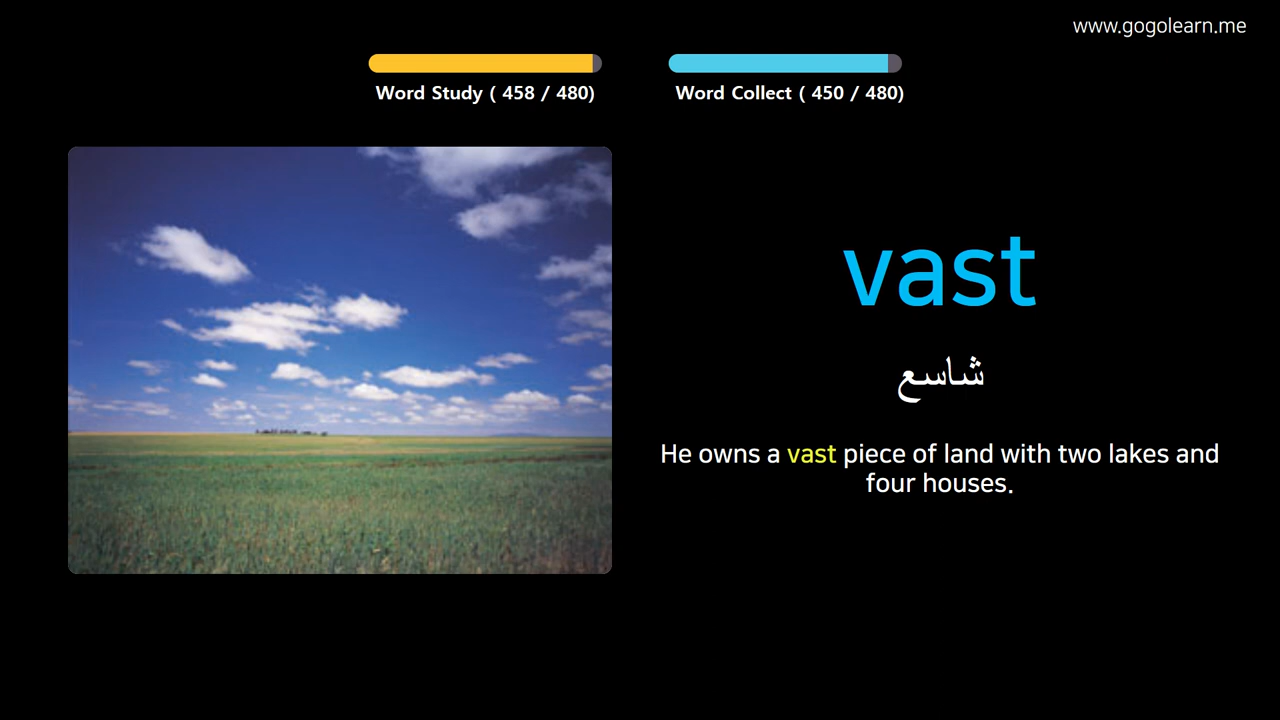 www.gogolearn.me
Word Study ( 458 / 480)
Word Collect ( 450 / 480)
vast
شاسع
He owns a vast piece of land with two lakes and
four houses.